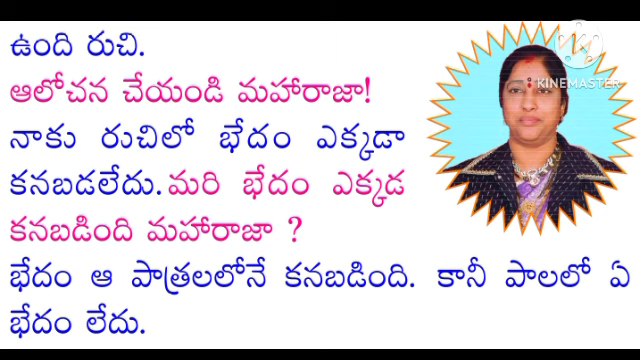 ఉంది రుచి.
ఆలోచన చేయండి మహారాజా!
నాకు రుచిలో భేదం ఎక్కడా
కనబడలేదు. మరి భేదం ఎక్కడ
కనబడింది మహారాజా ?
భేదం ఆ పాత్రలలోనే కనబడింది. కానీ పాలలో ఏ
భేదం లేదు.
KINEMASTER